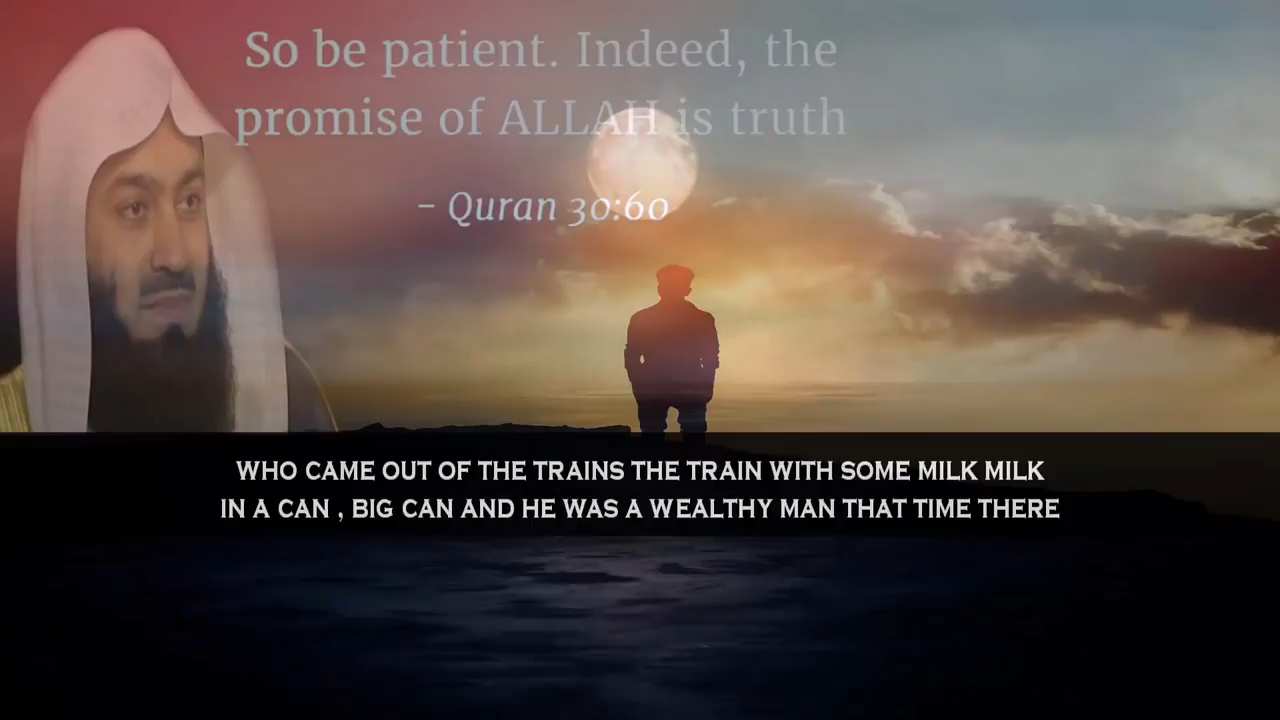 So be patient. Indeed, the
promise of ALLAH is truth
– Quran 30:60
WHO CAME OUT OF THE TRAINS THE TRAIN WITH SOME MILK MILK
IN A CAN , BIG CAN AND HE WAS A WEALTHY MAN THAT TIME THERE